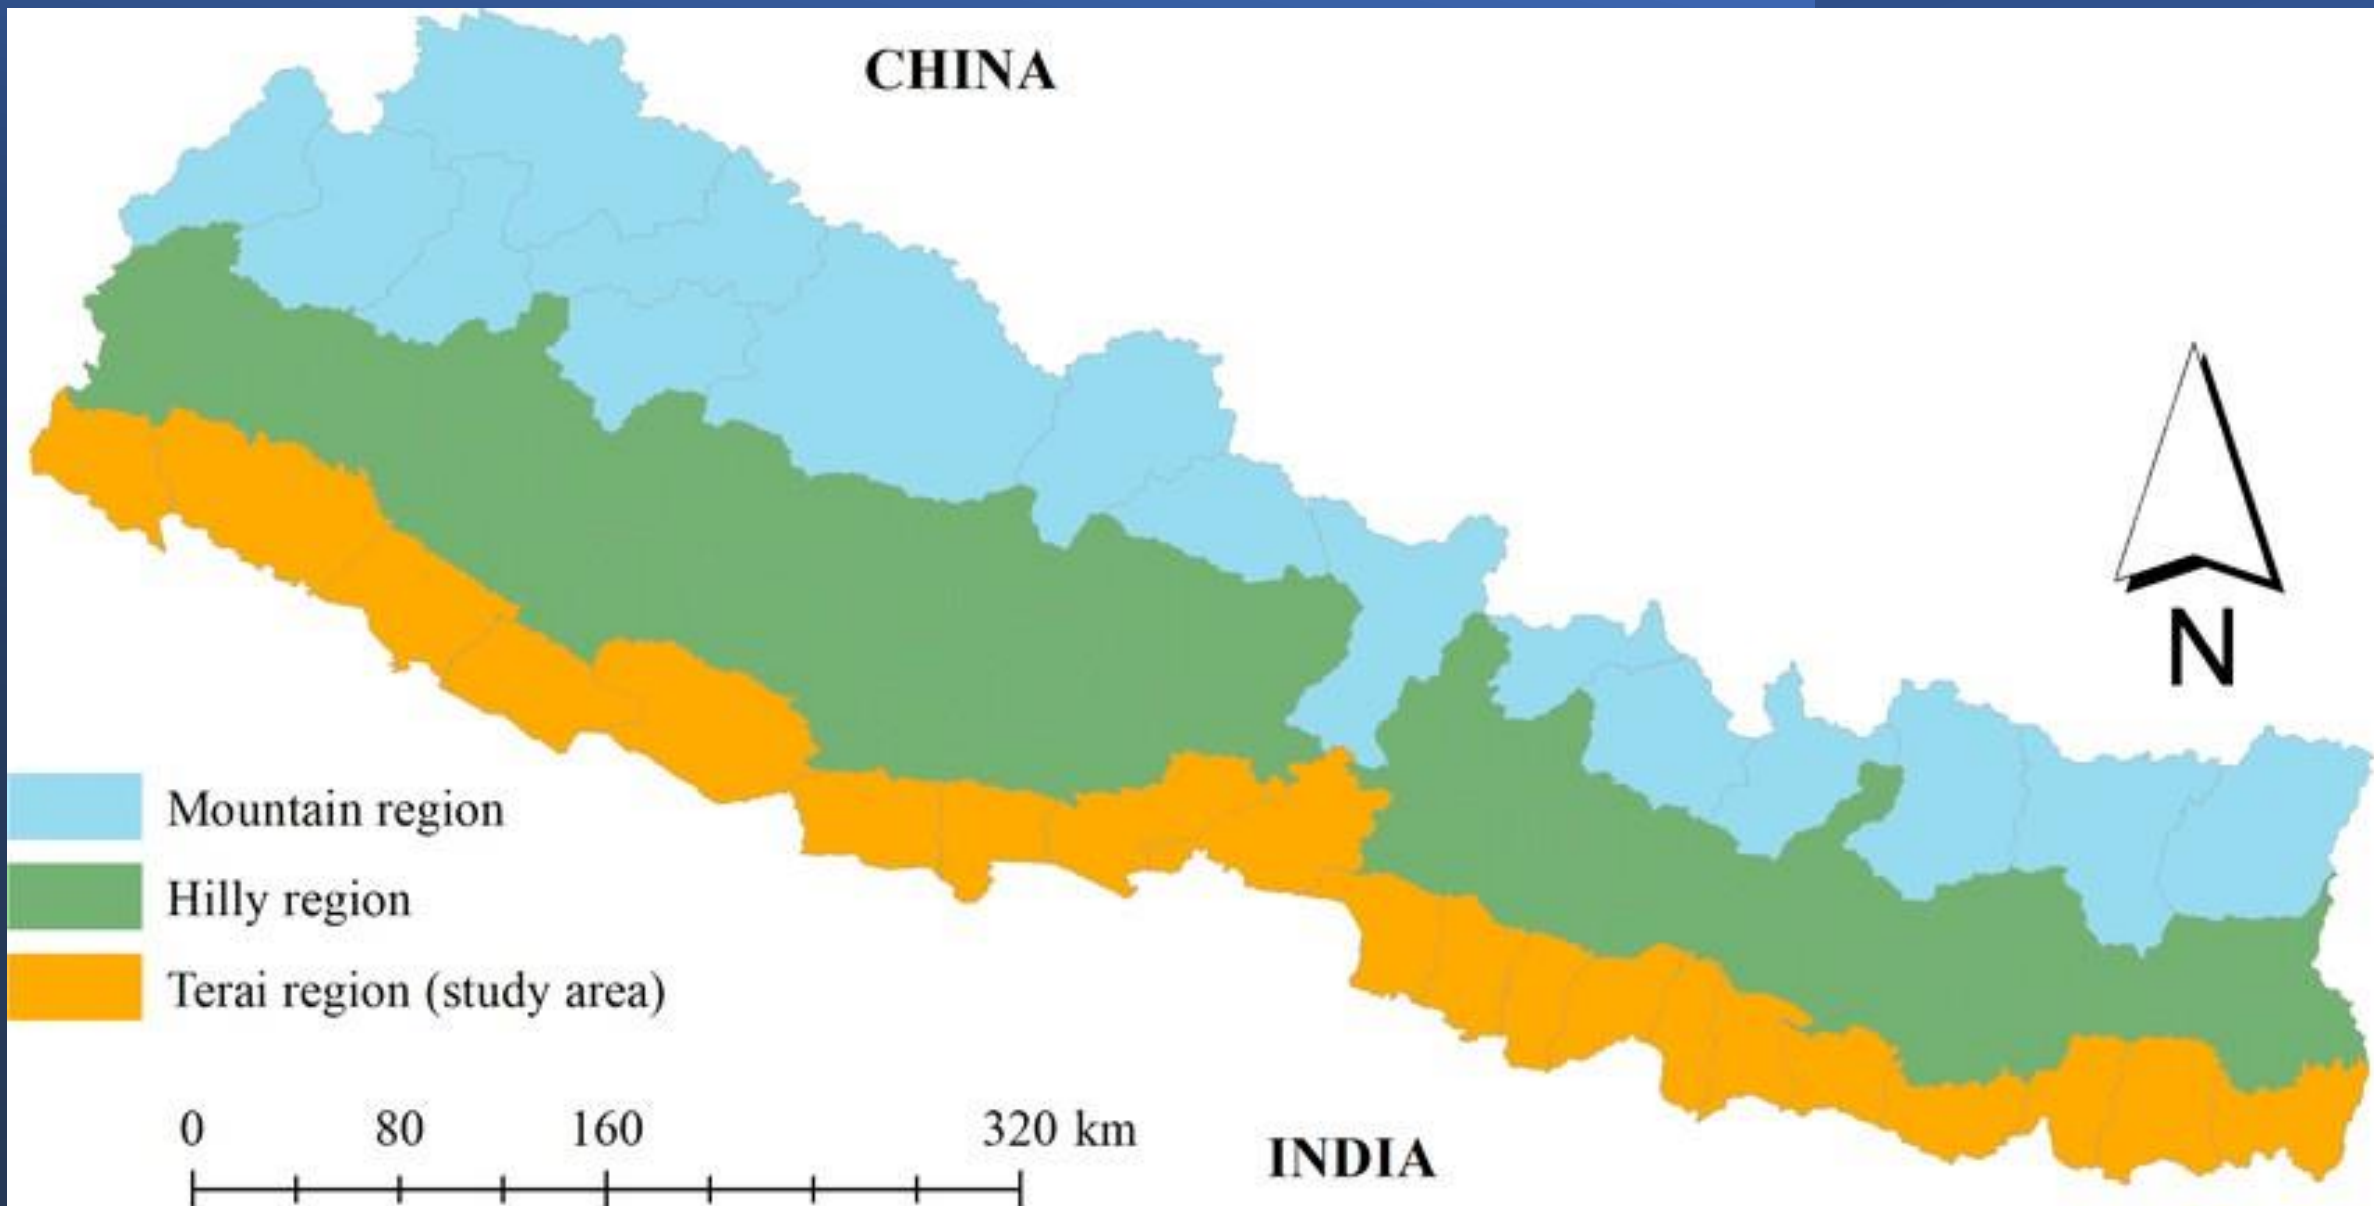 CHINA
N
Mountain region
Hilly region
Terai region (study area)
0 80 160 320 km
INDIA